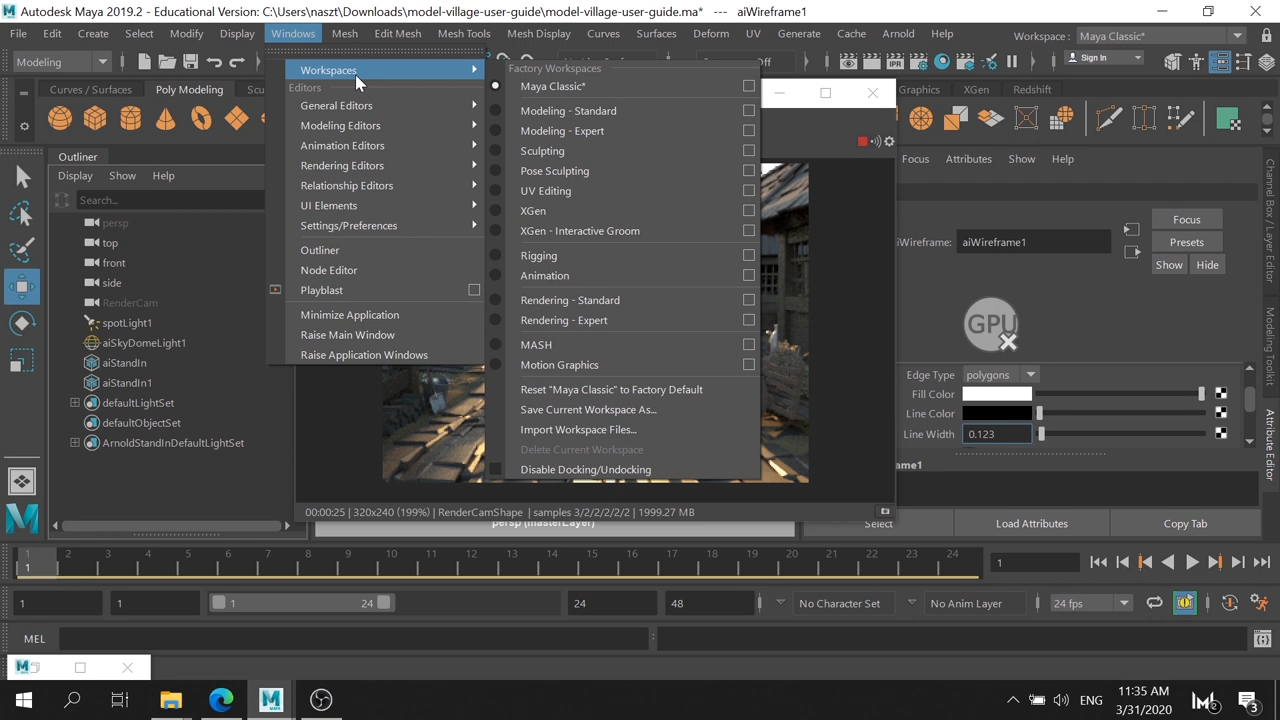 Autodesk Maya 2019.2 - Educational Version: C:\Users\naszt\Downloads\model-village-user-guide\model-village-user-guide.ma* --- aiWireframe1
File Edit Create Select Modify Display Windows Mesh Edit Mesh Mesh Tools Mesh Display Curves Surfaces Deform UV Generate Cache Arnold Help Workspace : Maya Classic*
Modeling
IPR
Sign In
Curves / Surfaces Poly Modeling Graphics XGen Redshift
Workspaces
Editors
General Editors
Modeling Editors
Animation Editors
Rendering Editors
Relationship Editors
UI Elements
Settings/Preferences
Outliner
Node Editor
Playblast
Minimize Application
Raise Main Window
Raise Application Windows
Factory Workspaces
Maya Classic*
Modeling - Standard
Modeling - Expert
Sculpting
Pose Sculpting
UV Editing
XGen
XGen - Interactive Groom
Rigging
Animation
Rendering - Standard
Rendering - Expert
MASH
Motion Graphics
Reset "Maya Classic" to Factory Default
Save Current Workspace As...
Import Workspace Files...
Delete Current Workspace
Disable Docking/Undocking
Outliner
Display Show Help
Search...
persp
top
front
side
RenderCam
spotLight1
aiSkyDomeLight1
aiStandIn
aiStandIn1
defaultLightSet
defaultObjectSet
ArnoldStandInDefaultLightSet
00:00:25 | 320x240 (199%) | RenderCamShape | samples 3/2/2/2/2/2 | 1999.27 MB
persp (masterLayer)
Focus Attributes Show Help
Wireframe: aiWireframe1
Focus
Presets
Show Hide
GPU
Edge Type polygons
Fill Color
Line Color
Line Width 0.123
ame1
Select Load Attributes Copy Tab
Channel Box / Layer Editor
Modeling Toolkit
Attribute Editor
1 2 3 4 5 6 7 8 9 10 11 12 13 14 15 16 17 18 19 20 21 22 23 24
1
1
1 1 1 24 24 48 No Character Set No Anim Layer 24 fps
MEL
ENG
11:35 AM
3/31/2020
2
3